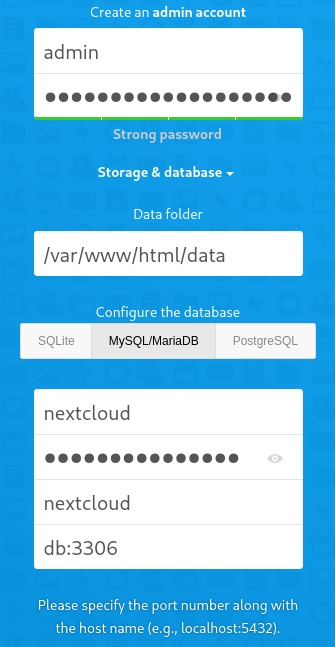 Create an admin account
admin
●●●●●●●●●●●●●●●●●●●
Strong password
Storage & database
Data folder
/var/www/html/data
Configure the database
SQLite MySQL/MariaDB PostgreSQL
nextcloud
●●●●●●●●●●●●●●●
nextcloud
db:3306
Please specify the port number along with
the host name (e.g., localhost:5432).